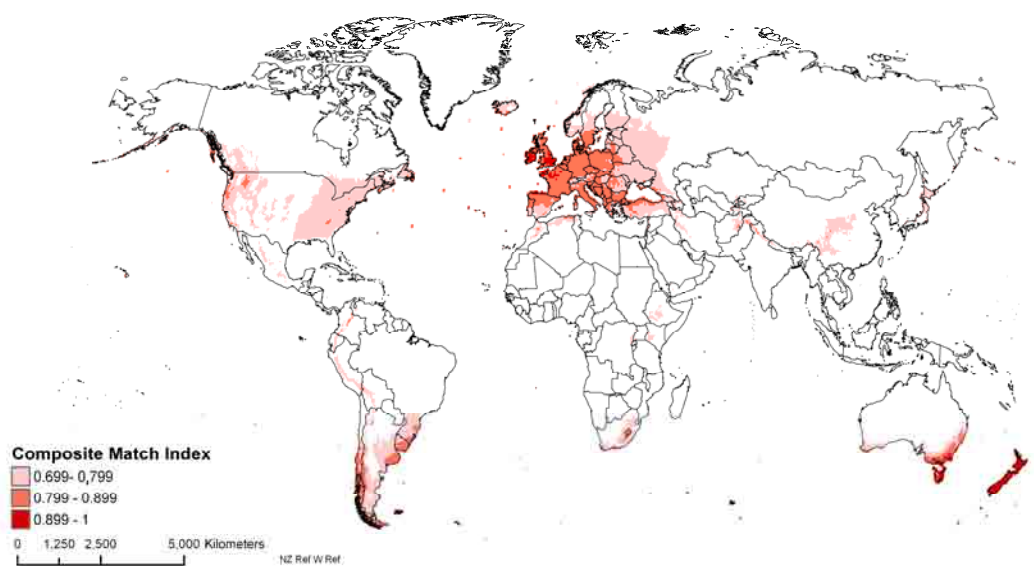 Composite Match Index
0.699- 0,799
0.799 - 0.899
0.899 - 1
0 1,250 2,500 5,000 Kilometers
NZ Ref W Ref